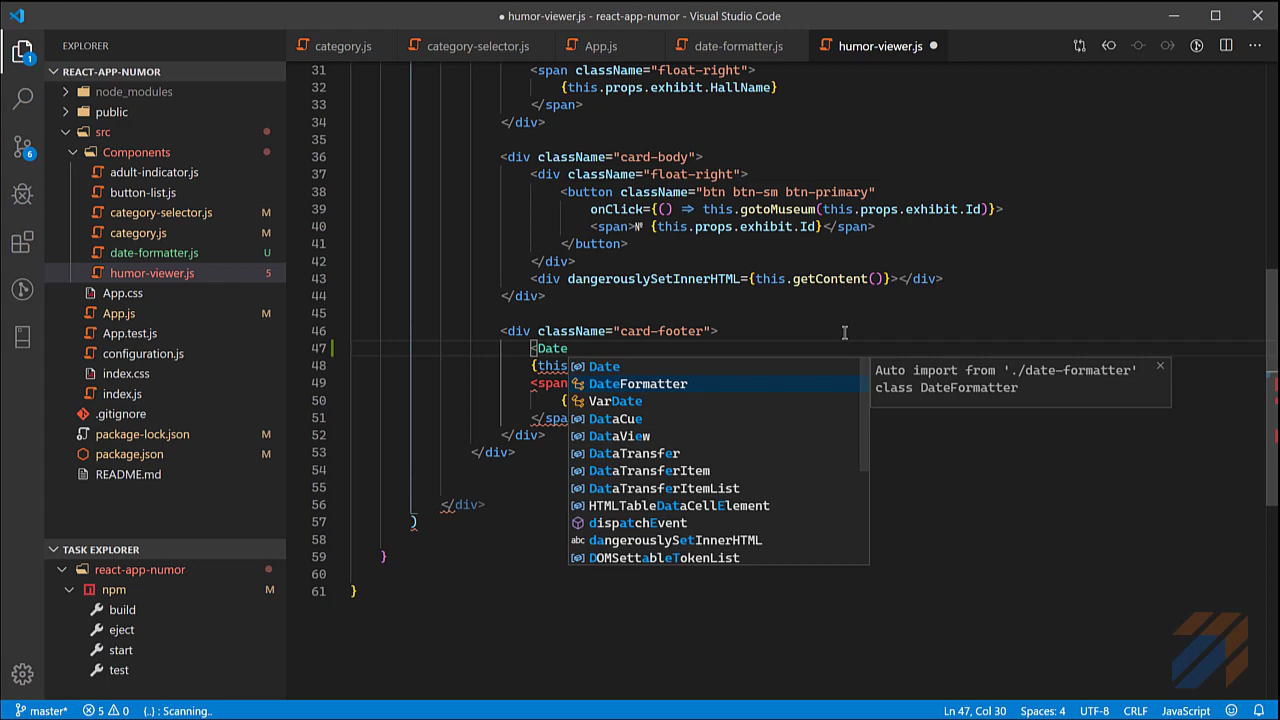 ● humor-viewer.js - react-app-numor - Visual Studio Code
EXPLORER
category.js
category-selector.js
App.js
date-formatter.js
humor-viewer.js ●
REACT-APP-NUMOR
node_modules
public
src
Components
adult-indicator.js
button-list.js
category-selector.js M
category.js M
date-formatter.js U
humor-viewer.js 5
App.css
App.js M
App.test.js
configuration.js
index.css
index.js
.gitignore
package-lock.json M
package.json M
README.md
TASK EXPLORER
react-app-numor
npm M
build
eject
start
test
1
6
31 <span className="float-right">
32 {this.props.exhibit.HallName}
33 </span>
34 </div>
35
36 <div className="card-body">
37 <div className="float-right">
38 <button className="btn btn-sm btn-primary"
39 onClick={() => this.gotoMuseum(this.props.exhibit.Id)}>
40 <span>№ {this.props.exhibit.Id}</span>
41 </button>
42 </div>
43 <div dangerouslySetInnerHTML={this.getContent()}></div>
44 </div>
45
46 <div className="card-footer">
47 <Date
48 {this
49 <span
50 {
51 </spa
52 </div>
53 </div>
54
55
56 </div>
57 )
58
59 }
60
61 }
Date
DateFormatter
VarDate
DataCue
DataView
DataTransfer
DataTransferItem
DataTransferItemList
HTMLTableDataCellElement
dispatchEvent
abc dangerouslySetInnerHTML
DOMSettableTokenList
Auto import from './date-formatter'
class DateFormatter
master* 5 0 {..} : Scanning.. Ln 47, Col 30 Spaces: 4 UTF-8 CRLF JavaScript